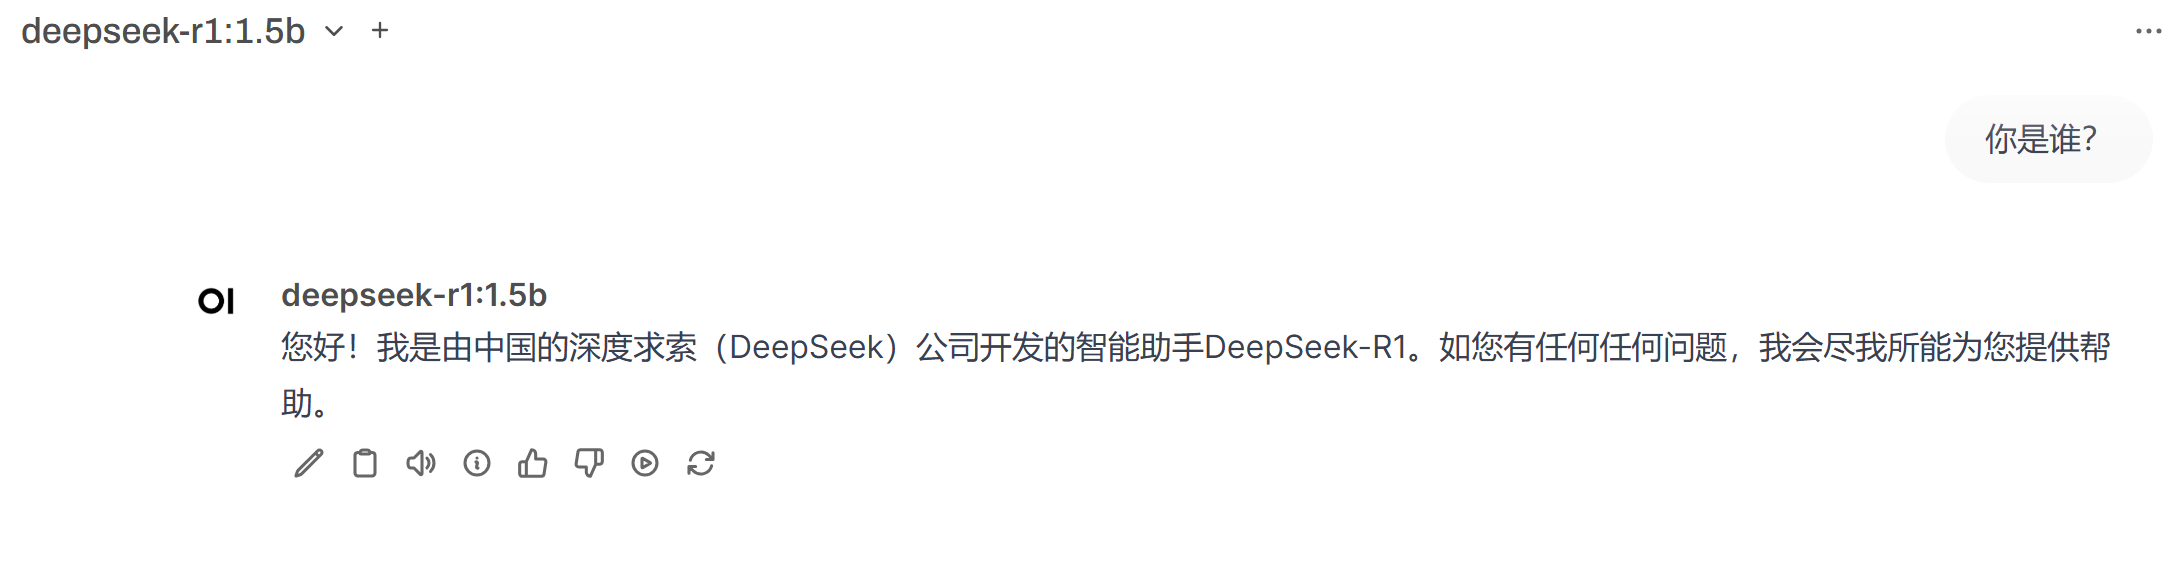 deepseek-r1:1.5b
你是谁?
OI
deepseek-r1:1.5b
您好！我是由中国的深度求索（DeepSeek）公司开发的智能助手DeepSeek-R1。如您有任何任何问题，我会尽我所能为您提供帮
助。